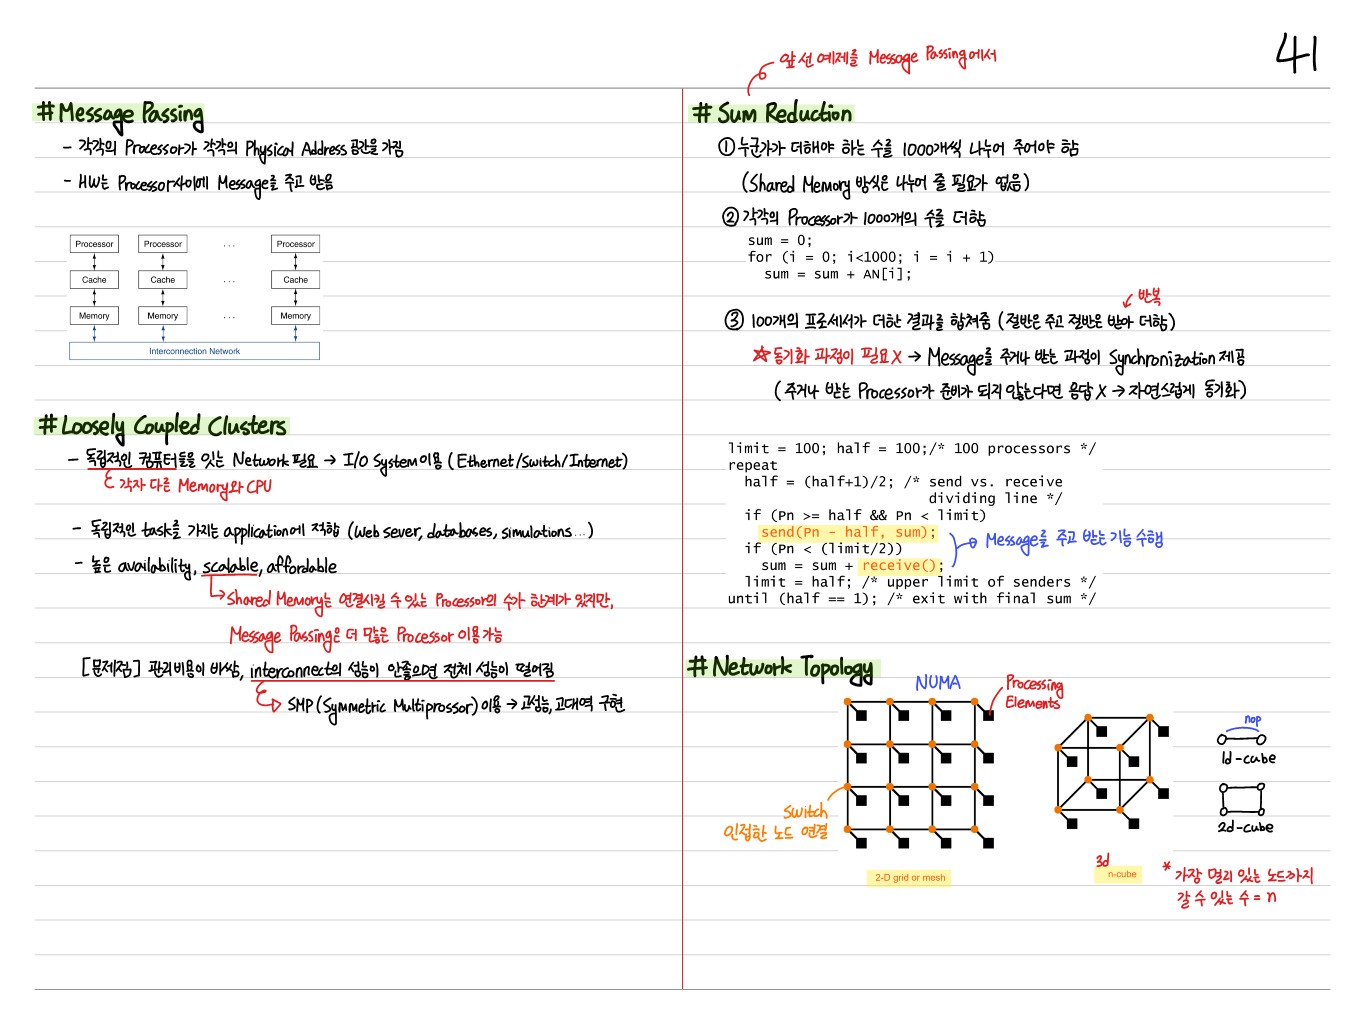 41
# Message Passing
- 각각의 Processor가 각각의 Physical Address 공간을 가짐
- HW는 Processor사이에 Message를 주고 받음
Processor Processor ... Processor
Cache Cache ... Cache
Memory Memory ... Memory
Interconnection Network
# Loosely Coupled Clusters
- 독립적인 컴퓨터들을 잇는 Network 필요 → I/O System 이용 (Ethernet/Switch/Internet)
각자 다른 Memory와 CPU
- 독립적인 task를 가지는 application에 적합 (Web sever, databases, simulations...)
- 높은 availability, scalable, affordable
Shared Memory는 연결시킬 수 있는 Processor의 수가 한계가 있지만,
Message Passing은 더 많은 Processor 이용가능
[문제점] 관리비용이 비쌈, interconnect의 성능이 안좋으면 전체 성능이 떨어짐
SMP (Symmetric Multiprossor) 이용 → 고성능, 고대역 구현
앞선 예제를 Message Passing에서
# Sum Reduction
① 누군가가 더해야 하는 수를 1000개씩 나누어 주어야 함
(Shared Memory 방식은 나누어 줄 필요가 없음)
② 각각의 Processor가 1000개의 수를 더함
sum = 0;
for (i = 0; i<1000; i = i + 1)
sum = sum + AN[i];
반복
③ 100개의 프로세서가 더한 결과를 합쳐줌 (절반은 주고 절반은 받아 더함)
☆ 동기화 과정이 필요 X → Message를 주거나 받는 과정이 Synchronization 제공
(주거나 받는 Processor가 준비가 되지 않는다면 응답 X → 자연스럽게 동기화)
limit = 100; half = 100;/* 100 processors */
repeat
half = (half+1)/2; /* send vs. receive
dividing line */
if (Pn >= half && Pn < limit)
send(Pn - half, sum);
if (Pn < (limit/2))
sum = sum + receive();
Message를 주고 받는 기능 수행
limit = half; /* upper limit of senders */
until (half == 1); /* exit with final sum */
# Network Topology
NUMA
Processing
Elements
Switch
인접한 노드 연결
2-D grid or mesh
3d
n-cube
nop
1d-cube
2d-cube
* 가장 멀리 있는 노드까지
갈 수 있는 수 = n